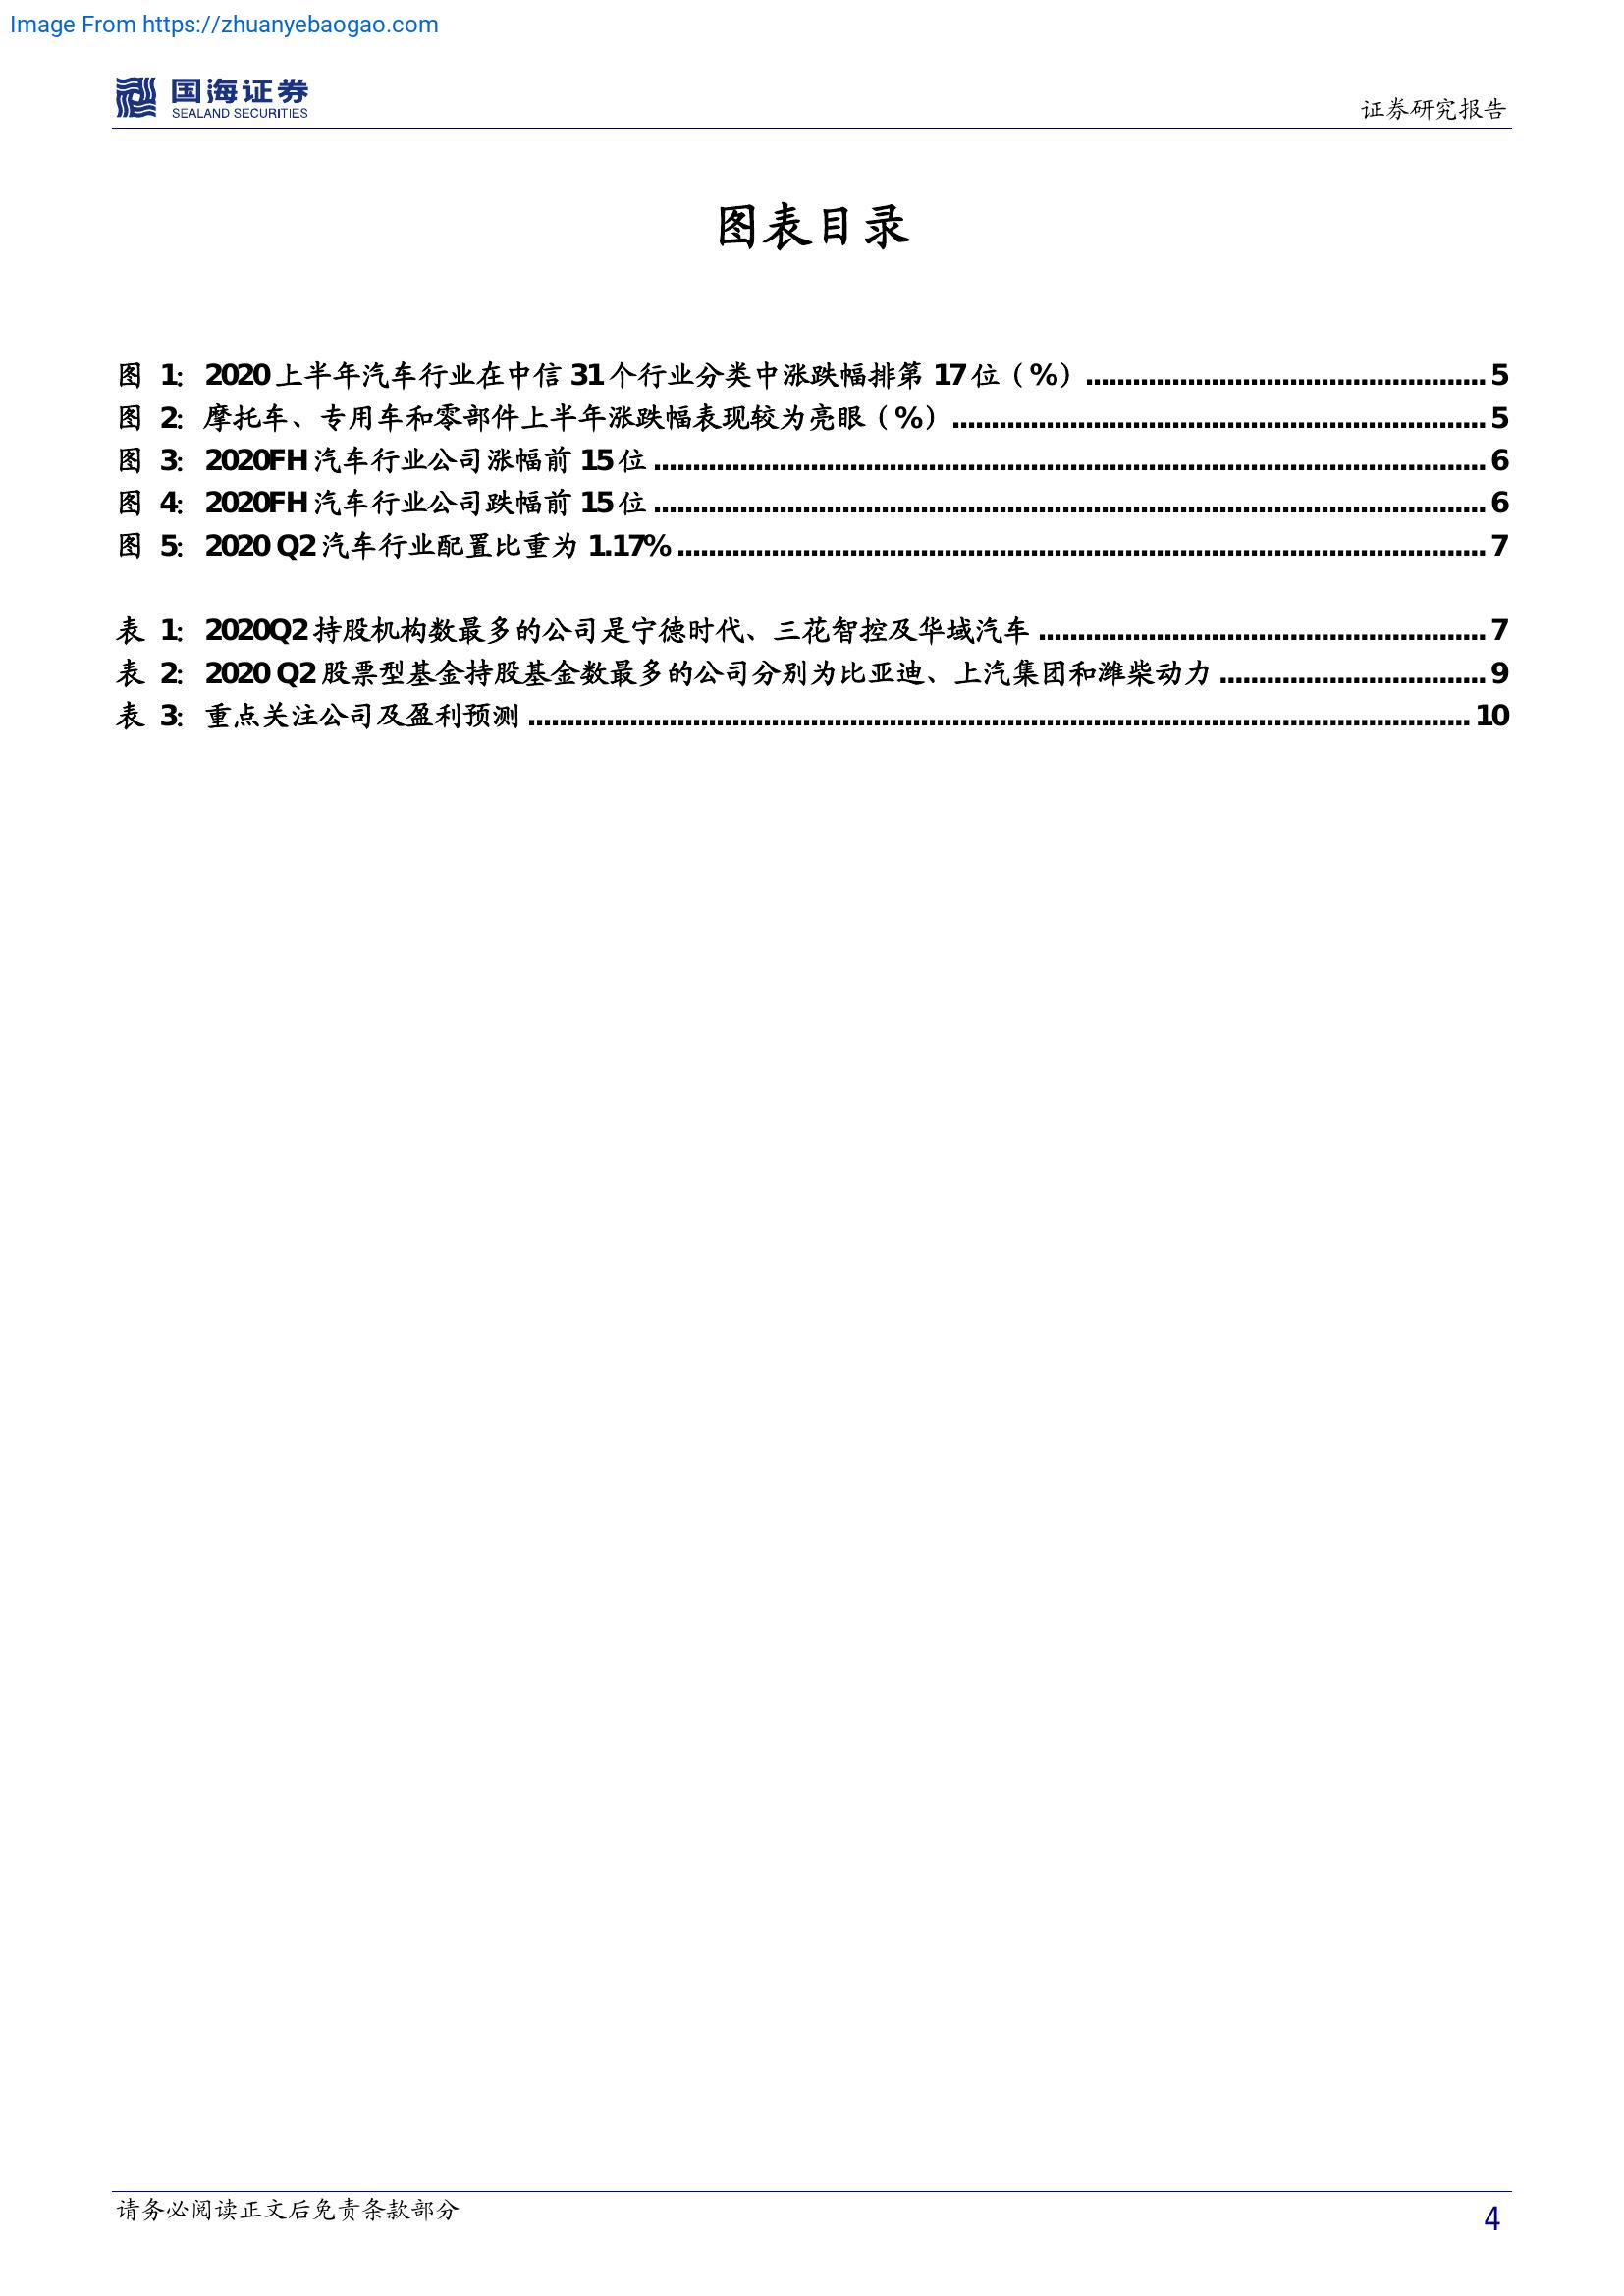 Image From https://zhuanyebaogao.com
国海证券
SEALAND SECURITIES
证券研究报告
图表目录
图 1: 2020 上半年汽车行业在中信 31 个行业分类中涨跌幅排第 17 位（%）5
图 2: 摩托车、专用车和零部件上半年涨跌幅表现较为亮眼（%）5
图 3: 2020FH 汽车行业公司涨幅前 15 位 6
图 4: 2020FH 汽车行业公司跌幅前 15 位 6
图 5: 2020 Q2 汽车行业配置比重为 1.17% 7
表 1: 2020Q2 持股机构数最多的公司是宁德时代、三花智控及华域汽车 7
表 2: 2020 Q2 股票型基金持股基金数最多的公司分别为比亚迪、上汽集团和潍柴动力 9
表 3: 重点关注公司及盈利预测 10
请务必阅读正文后免责条款部分
4